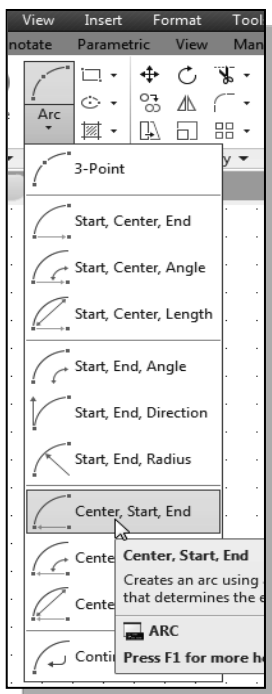 View Insert Format Tool
notate Parametric View Man
Arc
3-Point
Start, Center, End
Start, Center, Angle
Start, Center, Length
Start, End, Angle
Start, End, Direction
Start, End, Radius
Center, Start, End
Cente
Center, Start, End
Creates an arc using
that determines the e
Cente
ARC
Conti
Press F1 for more he